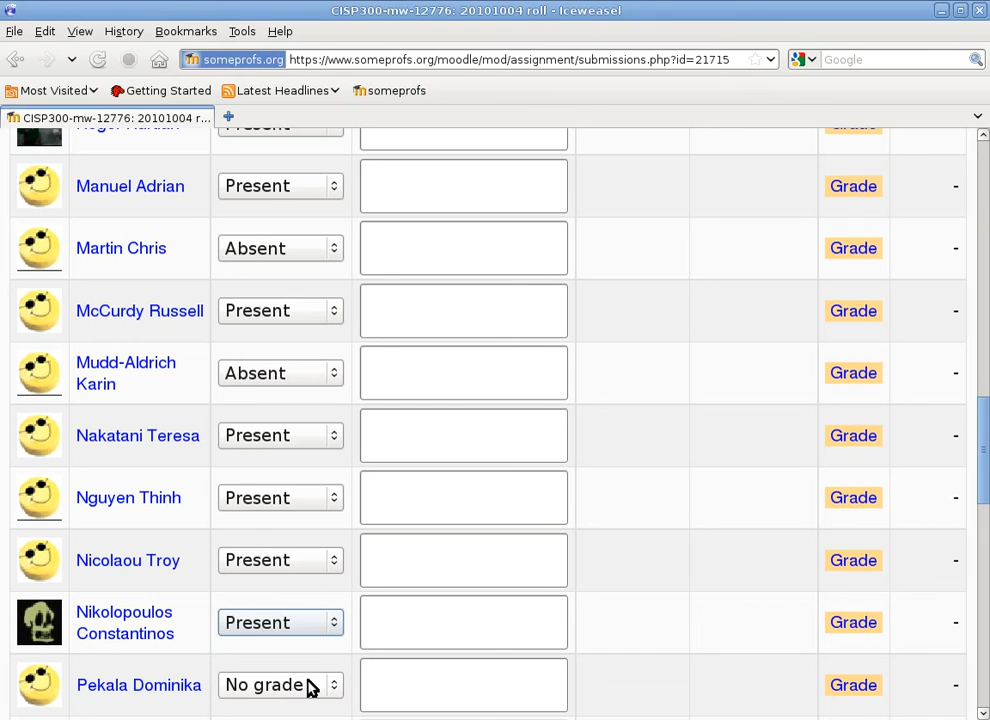 CISP300-mw-12776: 20101004 roll - Iceweasel
File Edit View History Bookmarks Tools Help
someprofs.org https://www.someprofs.org/moodle/mod/assignment/submissions.php?id=21715 Google
Most Visited Getting Started Latest Headlines someprofs
CISP300-mw-12776: 20101004 r...
Present Grade
Manuel Adrian Present Grade -
Martin Chris Absent Grade -
McCurdy Russell Present Grade -
Mudd-Aldrich
Karin Absent Grade -
Nakatani Teresa Present Grade -
Nguyen Thinh Present Grade -
Nicolaou Troy Present Grade -
Nikolopoulos
Constantinos Present Grade -
Pekala Dominika No grade Grade -